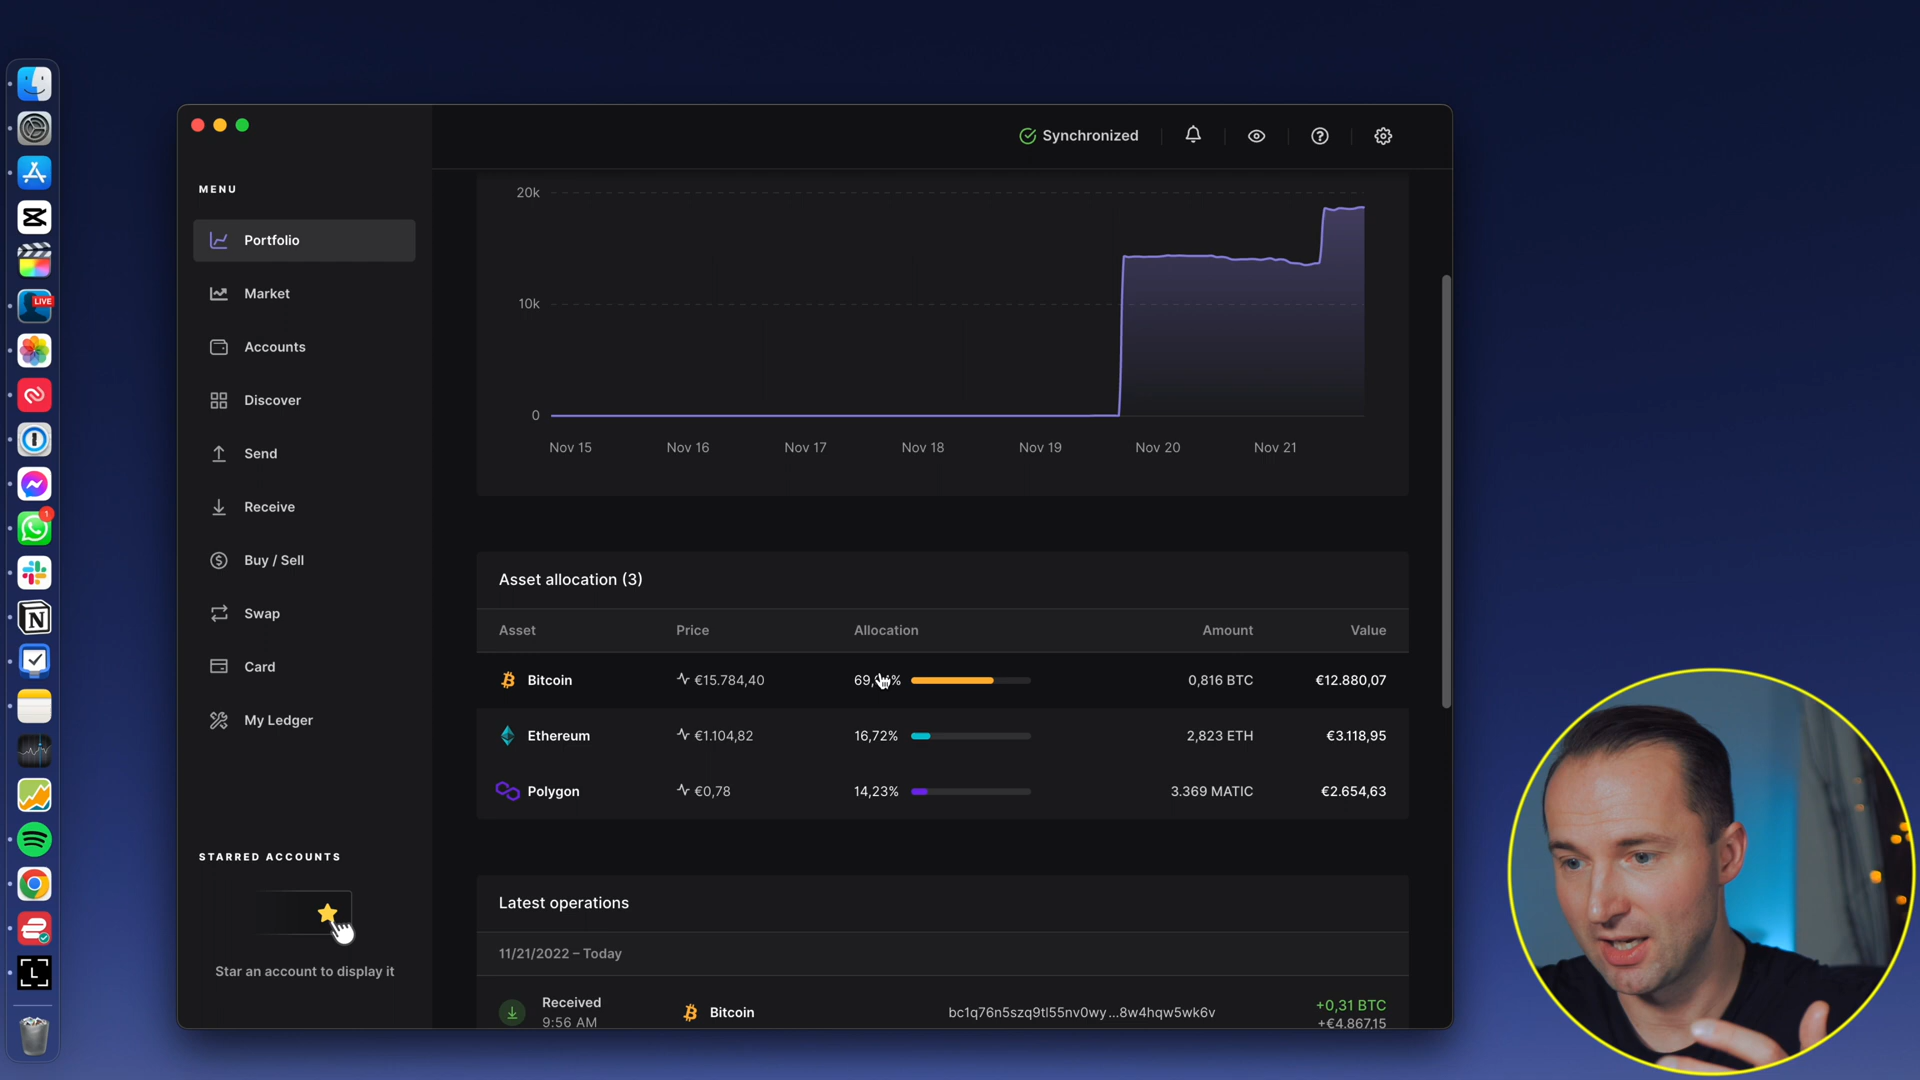 LIVE
1
N
L
MENU
Portfolio
Market
Accounts
Discover
Send
Receive
Buy / Sell
Swap
Card
My Ledger
STARRED ACCOUNTS
Star an account to display it
Synchronized
20k
10k
0
Nov 15 Nov 16 Nov 17 Nov 18 Nov 19 Nov 20 Nov 21
Asset allocation (3)
Asset Price Allocation Amount Value
Bitcoin €15.784,40 0,816 BTC €12.880,07
Ethereum €1.104,82 16,72% 2,823 ETH €3.118,95
Polygon €0,78 14,23% 3.369 MATIC €2.654,63
Latest operations
11/21/2022 – Today
Received Bitcoin bc1q76n5szq9tl55nv0wy...8w4hqw5wk6v +0,31 BTC
9:56 AM +€4.867,15